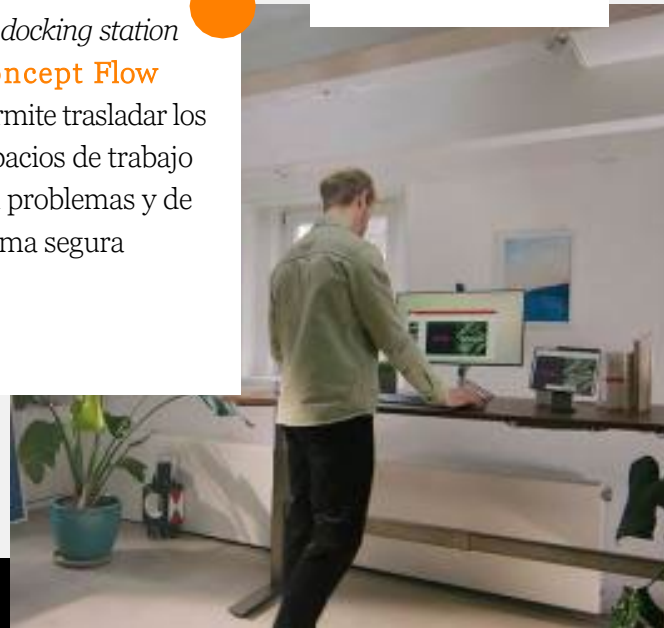 docking station
ncept Flow
rmite trasladar los
pacios de trabajo
problemas y de
ma segura